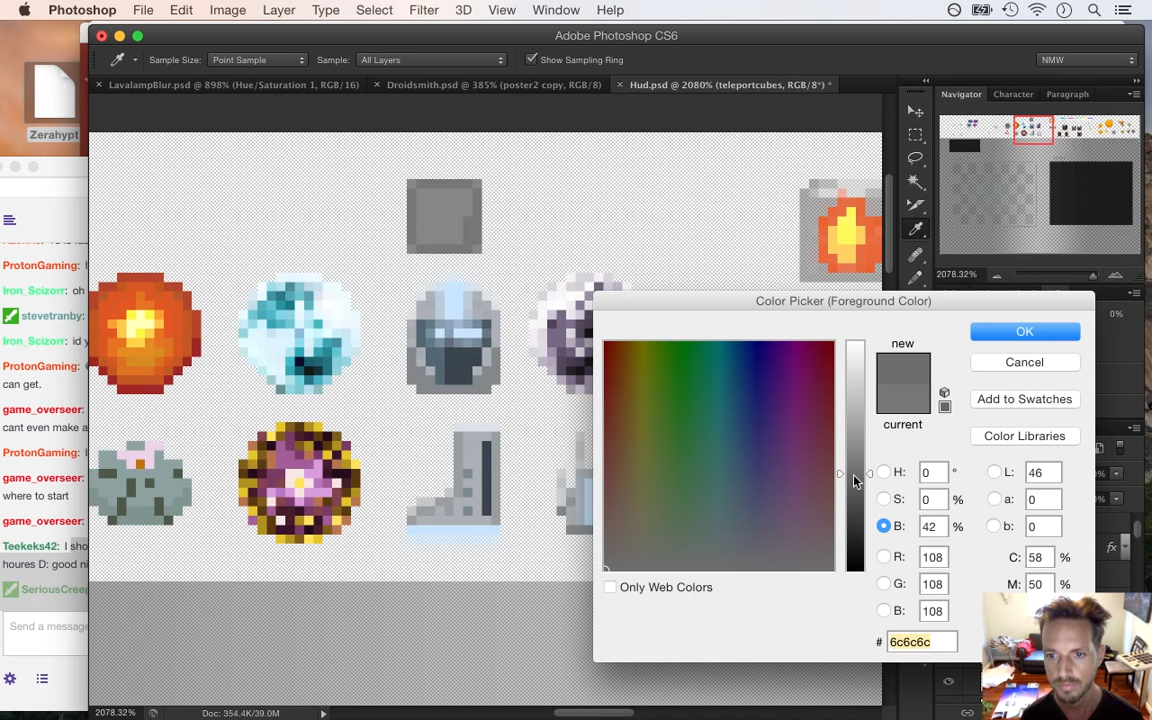 Photoshop File Edit Image Layer Type Select Filter 3D View Window Help
Adobe Photoshop CS6
Sample Size: Point Sample Sample: All Layers Show Sampling Ring NMW
LavalampBlur.psd @ 898% (Hue/Saturation 1, RGB/16) Droidsmith.psd @ 385% (poster2 copy, RGB/8) Hud.psd @ 2080% (teleportcubes, RGB/8*) *
Navigator Character Paragraph
Zerahypt
2078.32%
0%
ProtonGaming:
Iron_Scizorr: oh
stevetranby:
Iron_Scizorr: id y
ProtonGaming:
can get.
game_overseer:
cant even make a
ProtonGaming: I
game_overseer:
where to start
game_overseer:
Teekeks42: I sho
houres D: good ni
SeriousCreep
Send a message
Color Picker (Foreground Color)
new
current
OK
Cancel
Add to Swatches
Color Libraries
H: 0 °
S: 0 %
B: 42 %
R: 108
G: 108
B: 108
# 6c6c6c
L: 46
a: 0
b: 0
C: 58 %
M: 50 %
Only Web Colors
%
%
fx
2078.32% Doc: 354.4K/39.0M